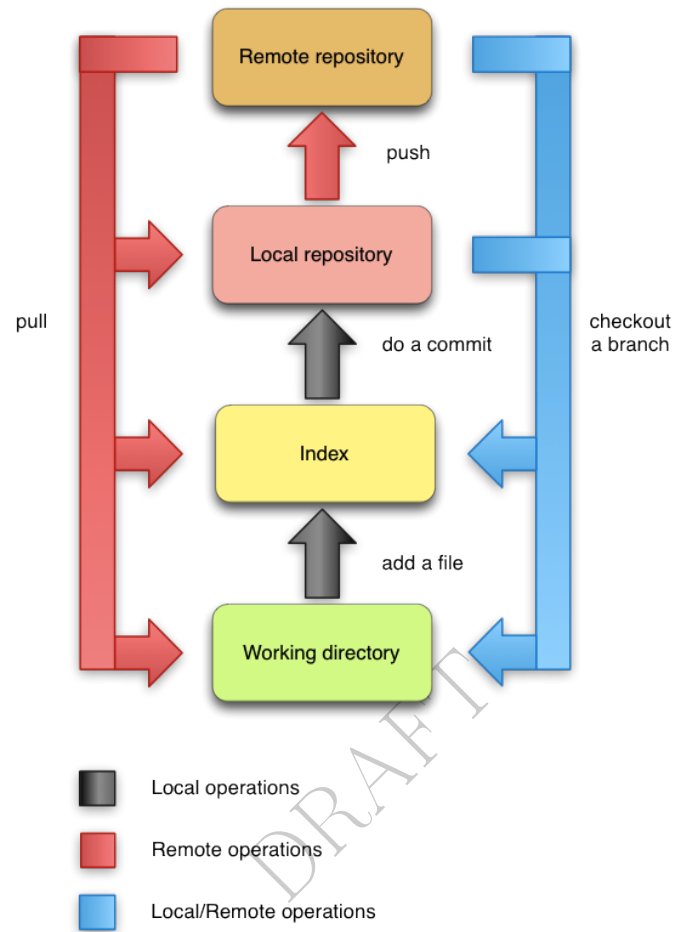 Remote repository
push
Local repository
pull
do a commit
checkout
a branch
Index
add a file
Working directory
DRAFT
Local operations
Remote operations
Local/Remote operations